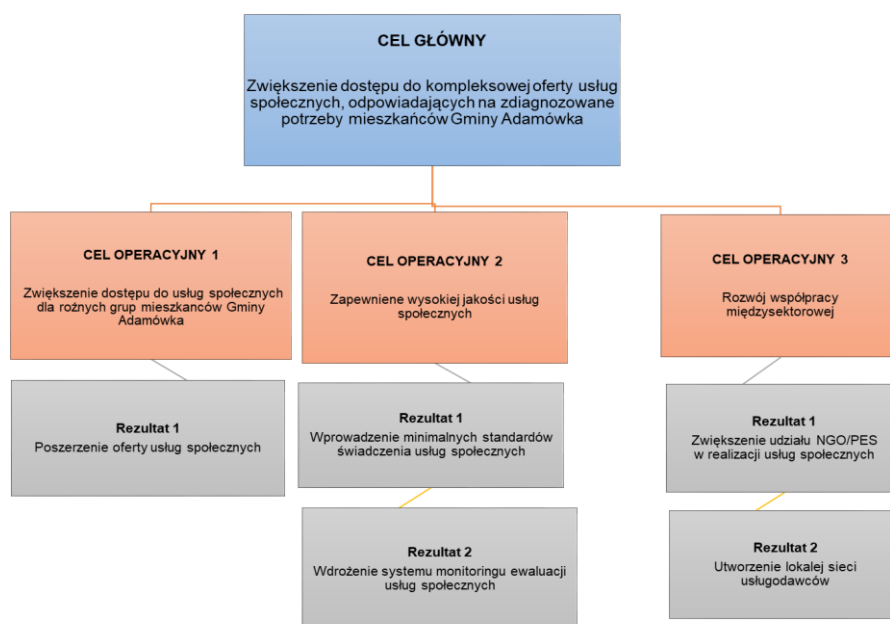 CEL GŁÓWNY
Zwiększenie dostępu do kompleksowej oferty usług
społecznych, odpowiadających na zdiagnozowane
potrzeby mieszkańców Gminy Adamówka
CEL OPERACYJNY 1
Zwiększenie dostępu do usług społecznych
dla rożnych grup mieszkanców Gminy
Adamówka
Rezultat 1
Poszerzenie oferty usług społecznych
CEL OPERACYJNY 2
Zapewniene wysokiej jakości usług
społecznych
Rezultat 1
Wprowadzenie minimalnych standardów
świadczenia usług społecznych
Rezultat 2
Wdrożenie systemu monitoringu ewaluacji
usług społecznych
CEL OPERACYJNY 3
Rozwój współpracy
międzysektorowej
Rezultat 1
Zwiększenie udziału NGO/PES
w realizacji usług społecznych
Rezultat 2
Utworzenie lokalej sieci
usługodawców